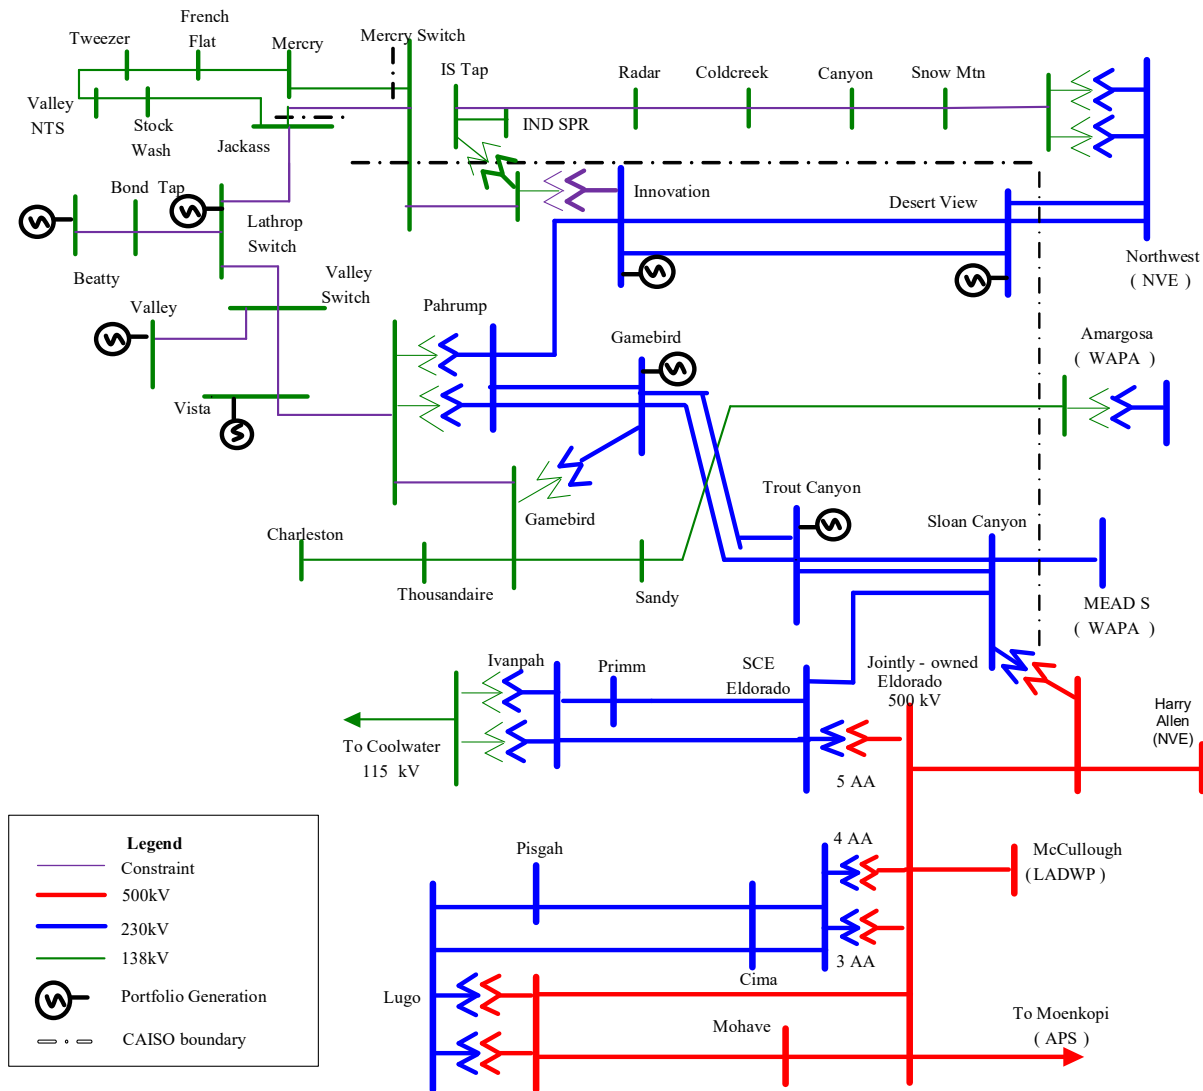 French
Flat
Tweezer
Mercry
Mercry Switch
IS Tap
Radar
Coldcreek
Canyon
Snow Mtn
Valley
NTS
Stock
Wash
Jackass
IND SPR
Bond Tap
Innovation
Desert View
Lathrop
Switch
Beatty
Northwest
( NVE )
Valley
Switch
Valley
Pahrump
Gamebird
Amargosa
( WAPA )
Vista
Gamebird
Trout Canyon
Sloan Canyon
Charleston
Thousandaire
Sandy
MEAD S
( WAPA )
Ivanpah
Primm
SCE
Eldorado
Jointly - owned
Eldorado
500 kV
Harry
Allen
(NVE)
To Coolwater
115 kV
5 AA
4 AA
McCullough
(LADWP )
Pisgah
3 AA
Cima
Lugo
Mohave
To Moenkopi
( APS )
Legend
Constraint
500kV
230kV
138kV
Portfolio Generation
CAISO boundary